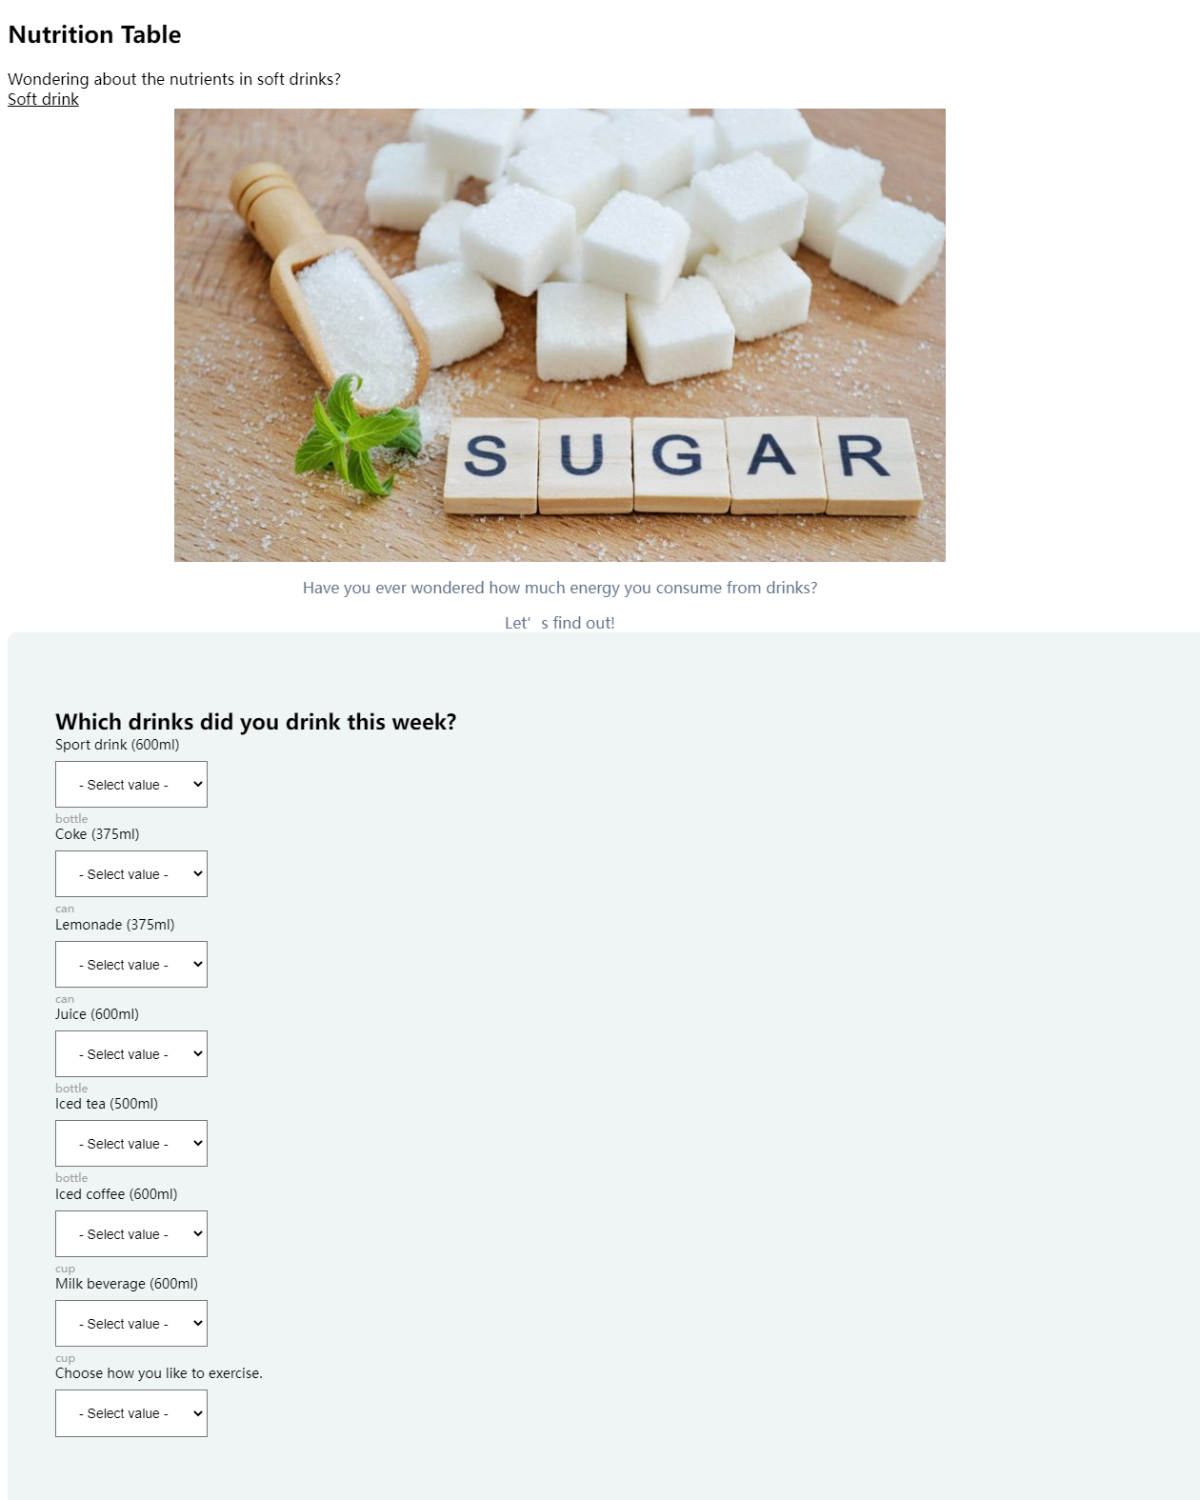 Nutrition Table
Wondering about the nutrients in soft drinks?
Soft drink
SUGAR
Have you ever wondered how much energy you consume from drinks?
Let’s find out!
Which drinks did you drink this week?
Sport drink (600ml)
- Select value -
bottle
Coke (375ml)
- Select value -
can
Lemonade (375ml)
- Select value -
can
Juice (600ml)
- Select value -
bottle
Iced tea (500ml)
- Select value -
bottle
Iced coffee (600ml)
- Select value -
cup
Milk beverage (600ml)
- Select value -
cup
Choose how you like to exercise.
- Select value -